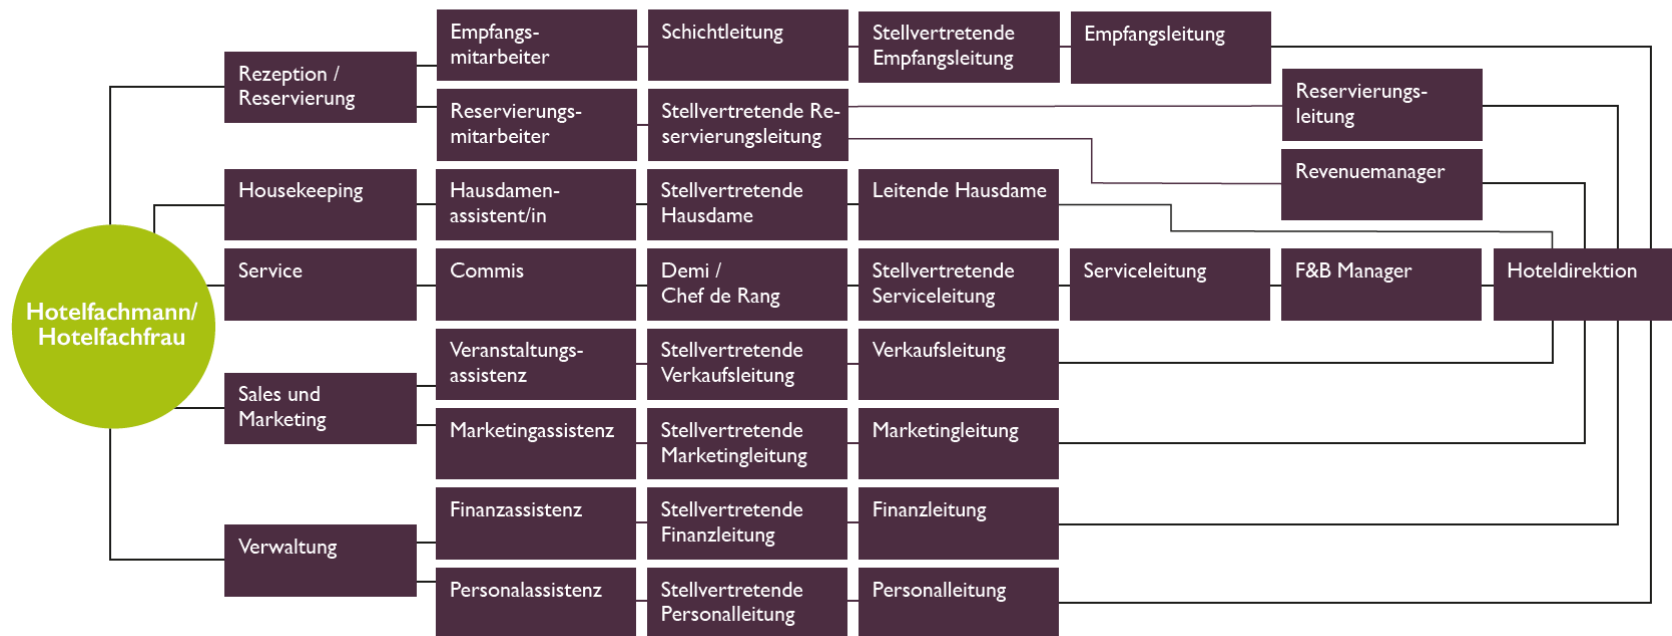 Hotelfachmann/
Hotelfachfrau
Rezeption /
Reservierung
Empfangs-
mitarbeiter
Schichtleitung
Stellvertretende
Empfangsleitung
Empfangsleitung
Reservierungs-
mitarbeiter
Stellvertretende Re-
servierungsleitung
Reservierungs-
leitung
Revenuemanager
Housekeeping
Hausdamen-
assistent/in
Stellvertretende
Hausdame
Leitende Hausdame
Service
Commis
Demi /
Chef de Rang
Stellvertretende
Serviceleitung
Serviceleitung
F&B Manager
Hoteldirektion
Sales und
Marketing
Veranstaltungs-
assistenz
Stellvertretende
Verkaufsleitung
Verkaufsleitung
Marketingassistenz
Stellvertretende
Marketingleitung
Marketingleitung
Verwaltung
Finanzassistenz
Stellvertretende
Finanzleitung
Finanzleitung
Personalassistenz
Stellvertretende
Personalleitung
Personalleitung